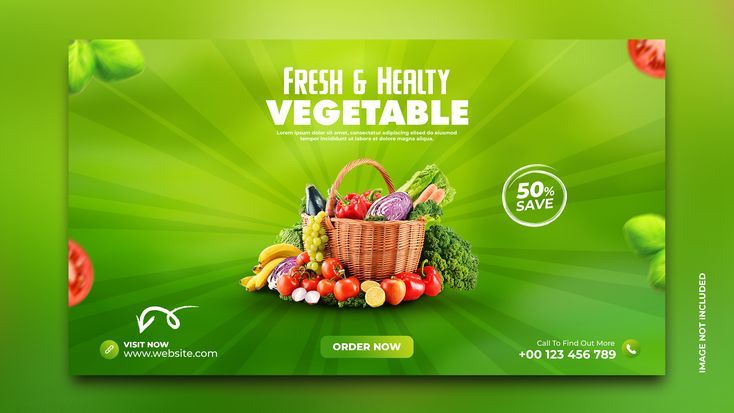 FRESH & HEALTY
VEGETABLE
Lorem ipsum dolor sit amet, consectetur adipiscing elit sed do eiusmod
tempor incididunt ut labore et dolore magna aliqua.
50%
SAVE
VISIT NOW
www.website.com
ORDER NOW
Call To Find Out More
+00 123 456 789
IMAGE NOT INCLUDED